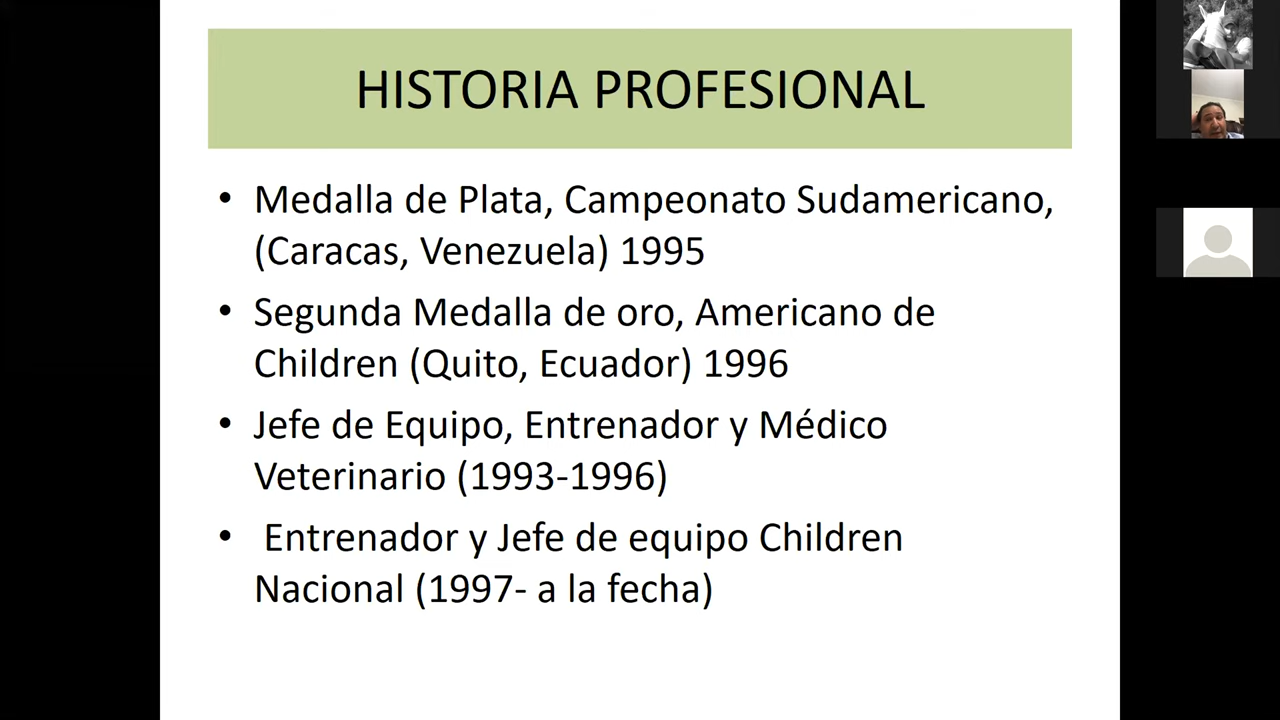 HISTORIA PROFESIONAL
• Medalla de Plata, Campeonato Sudamericano,
(Caracas, Venezuela) 1995
• Segunda Medalla de oro, Americano de
Children (Quito, Ecuador) 1996
• Jefe de Equipo, Entrenador y Médico
Veterinario (1993-1996)
• Entrenador y Jefe de equipo Children
Nacional (1997- a la fecha)